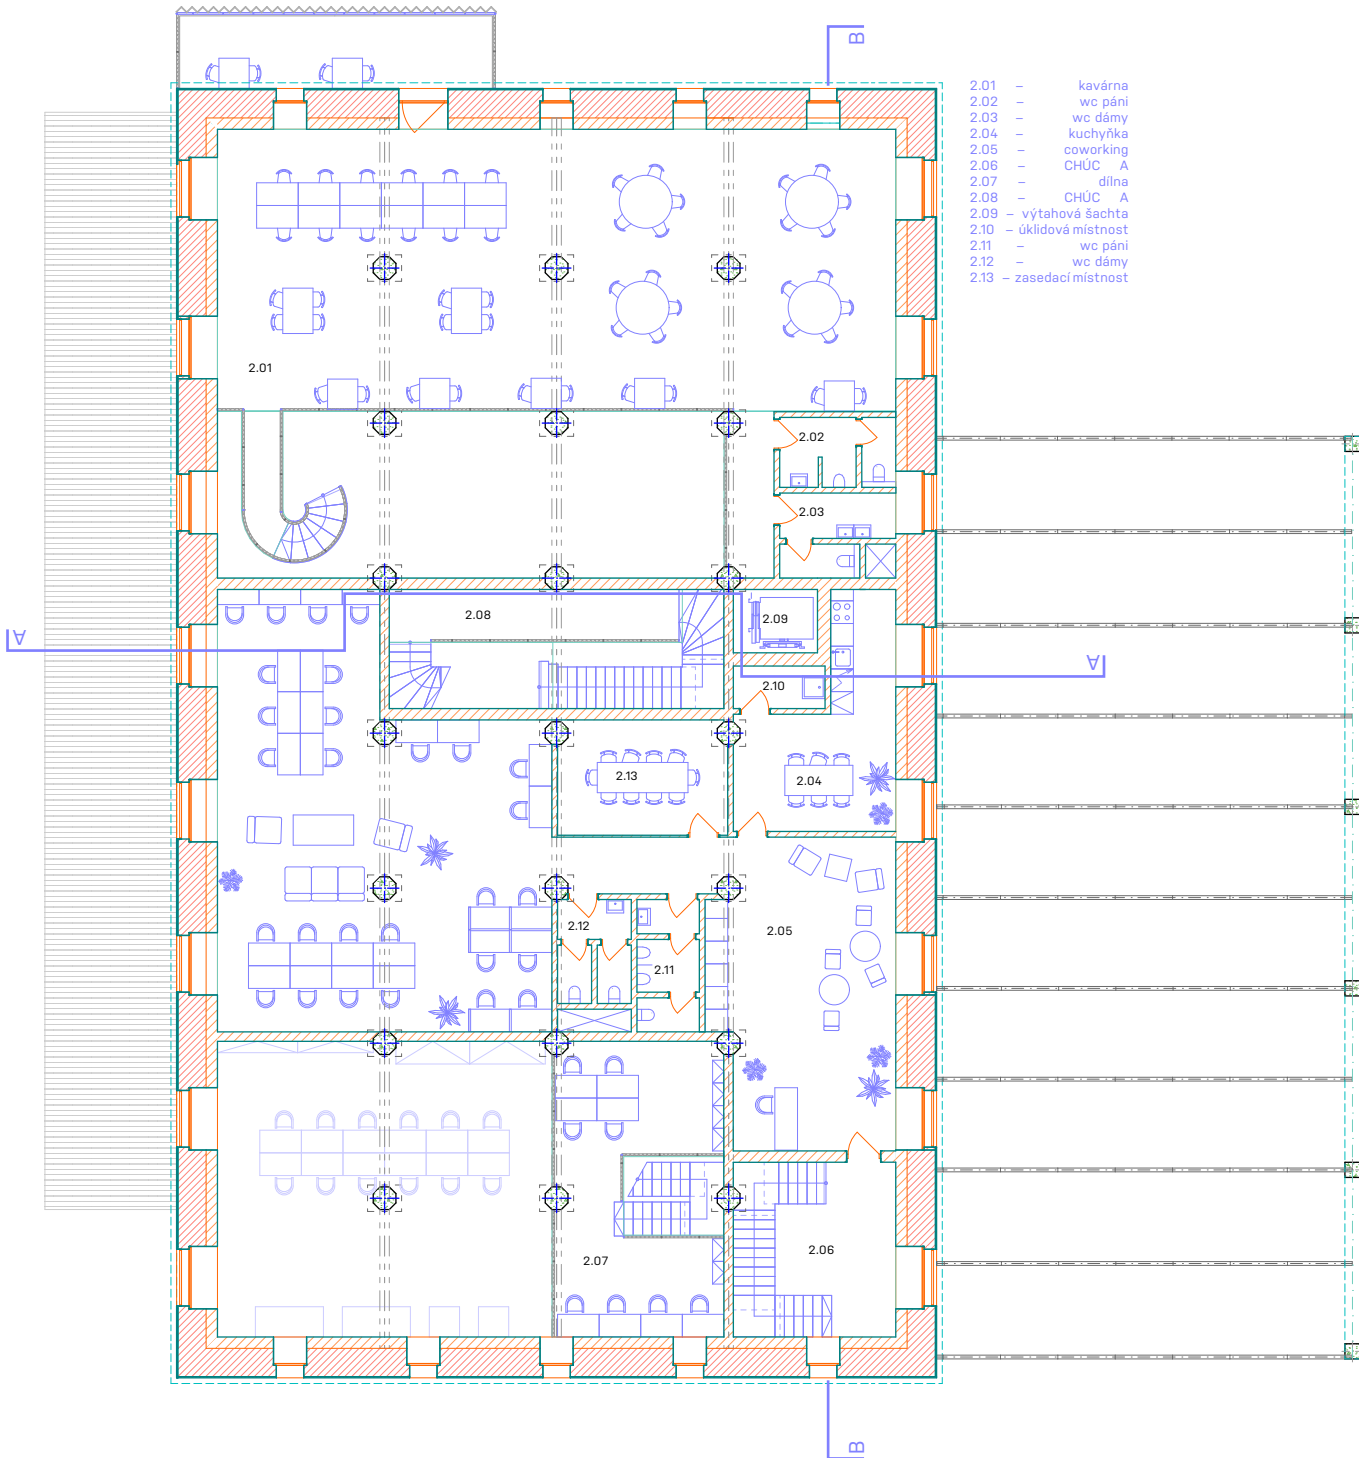 B
2.01 – kavárna
2.02 – wc páni
2.03 – wc dámy
2.04 – kuchyňka
2.05 – coworking
2.06 – CHÚC A
2.07 – dílna
2.08 – CHÚC A
2.09 – výtahová šachta
2.10 – úklidová místnost
2.11 – wc páni
2.12 – wc dámy
2.13 – zasedací místnost
2.01
2.02
2.03
2.08
2.09
A
A
2.10
2.13
2.04
2.12
2.05
2.11
2.06
2.07
B